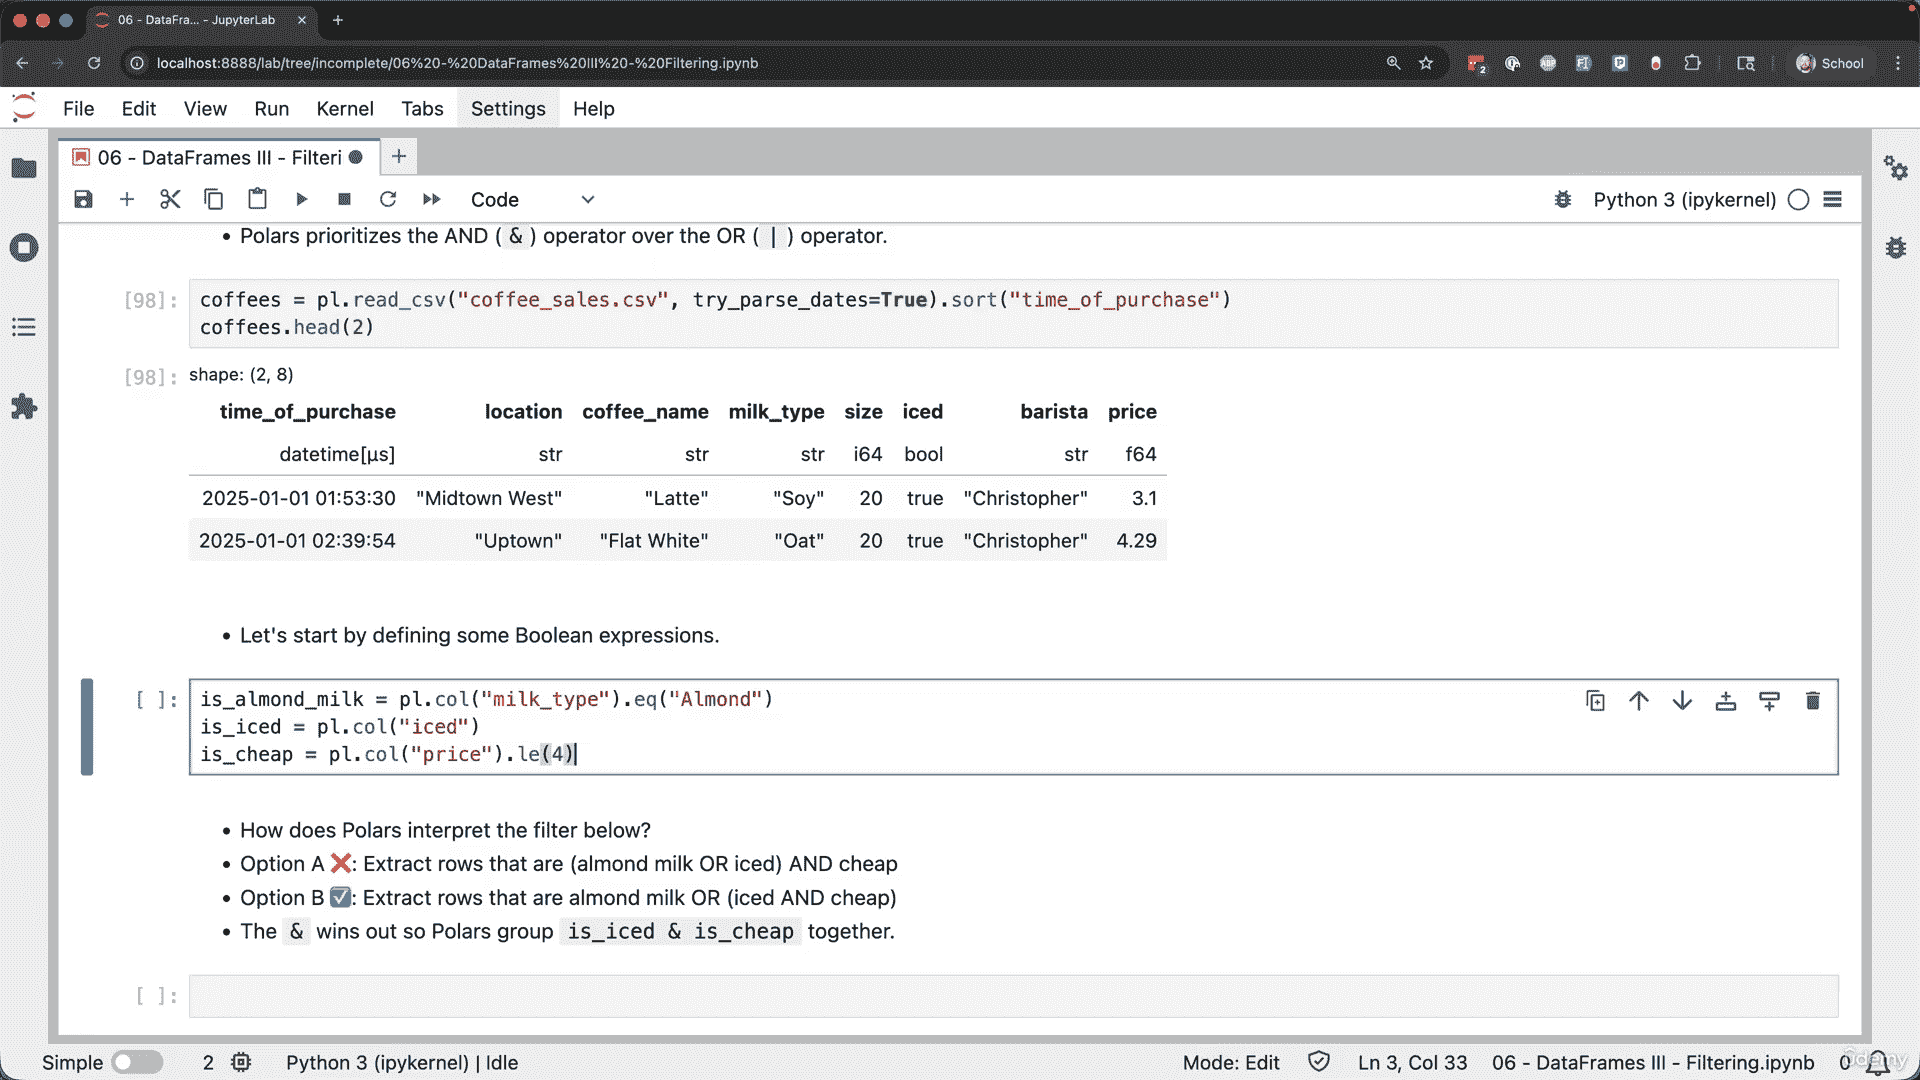 06 - DataFra... - JupyterLab
localhost:8888/lab/tree/incomplete/06%20-%20DataFrames%20III%20-%20Filtering.ipynb
2
School
File Edit View Run Kernel Tabs Settings Help
06 - DataFrames III - Filteri
Code
Python 3 (ipykernel)
• Polars prioritizes the AND ( & ) operator over the OR ( | ) operator.
[98]: coffees = pl.read_csv("coffee_sales.csv", try_parse_dates=True).sort("time_of_purchase")
coffees.head(2)
[98]: shape: (2, 8)
time_of_purchase location coffee_name milk_type size iced barista price
datetime[μs] str str str i64 bool str f64
2025-01-01 01:53:30 "Midtown West" "Latte" "Soy" 20 true "Christopher" 3.1
2025-01-01 02:39:54 "Uptown" "Flat White" "Oat" 20 true "Christopher" 4.29
• Let's start by defining some Boolean expressions.
[ ]: is_almond_milk = pl.col("milk_type").eq("Almond")
is_iced = pl.col("iced")
is_cheap = pl.col("price").le(4)
• How does Polars interpret the filter below?
• Option A ❌: Extract rows that are (almond milk OR iced) AND cheap
• Option B ☑: Extract rows that are almond milk OR (iced AND cheap)
• The & wins out so Polars group is_iced & is_cheap together.
[ ]:
Simple 2 Python 3 (ipykernel) | Idle Mode: Edit Ln 3, Col 33 06 - DataFrames III - Filtering.ipynb 0
ûdemy